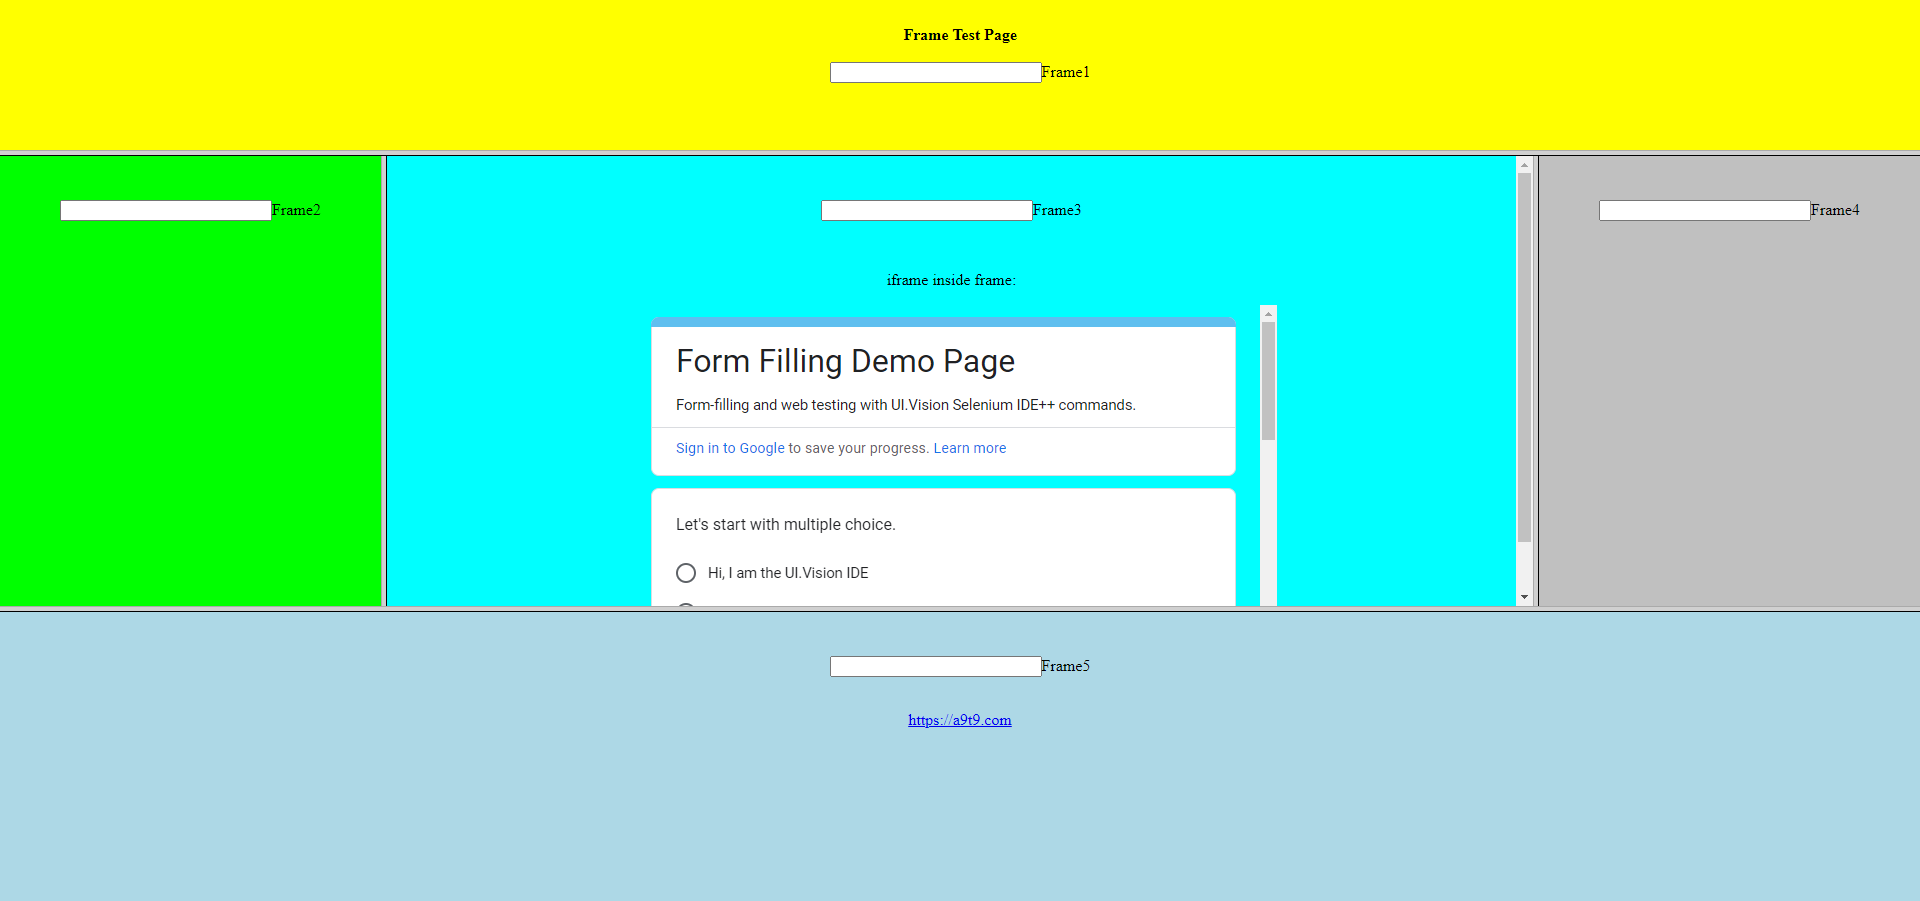 Frame Test Page
Frame1
Frame2
Frame3
Frame4
iframe inside frame:
Form Filling Demo Page
Form-filling and web testing with UI.Vision Selenium IDE++ commands.
Sign in to Google to save your progress. Learn more
Let's start with multiple choice.
Hi, I am the UI.Vision IDE
Frame5
https://a9t9.com